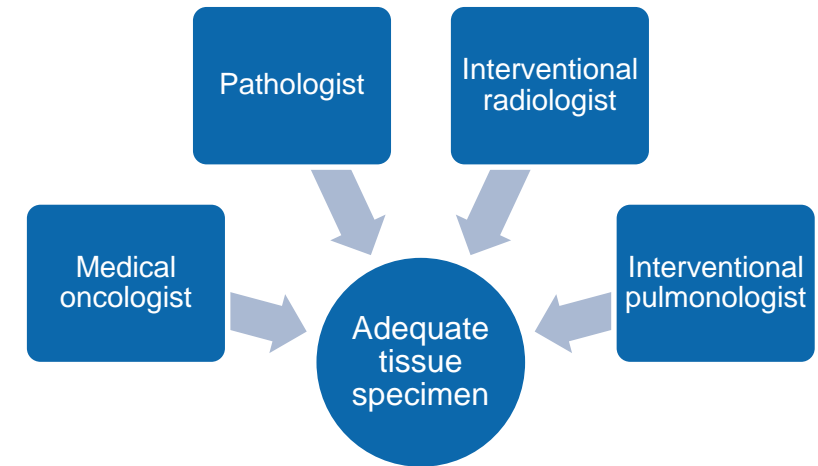 Pathologist
Interventional
radiologist
Medical
oncologist
Interventional
pulmonologist
Adequate
tissue
specimen